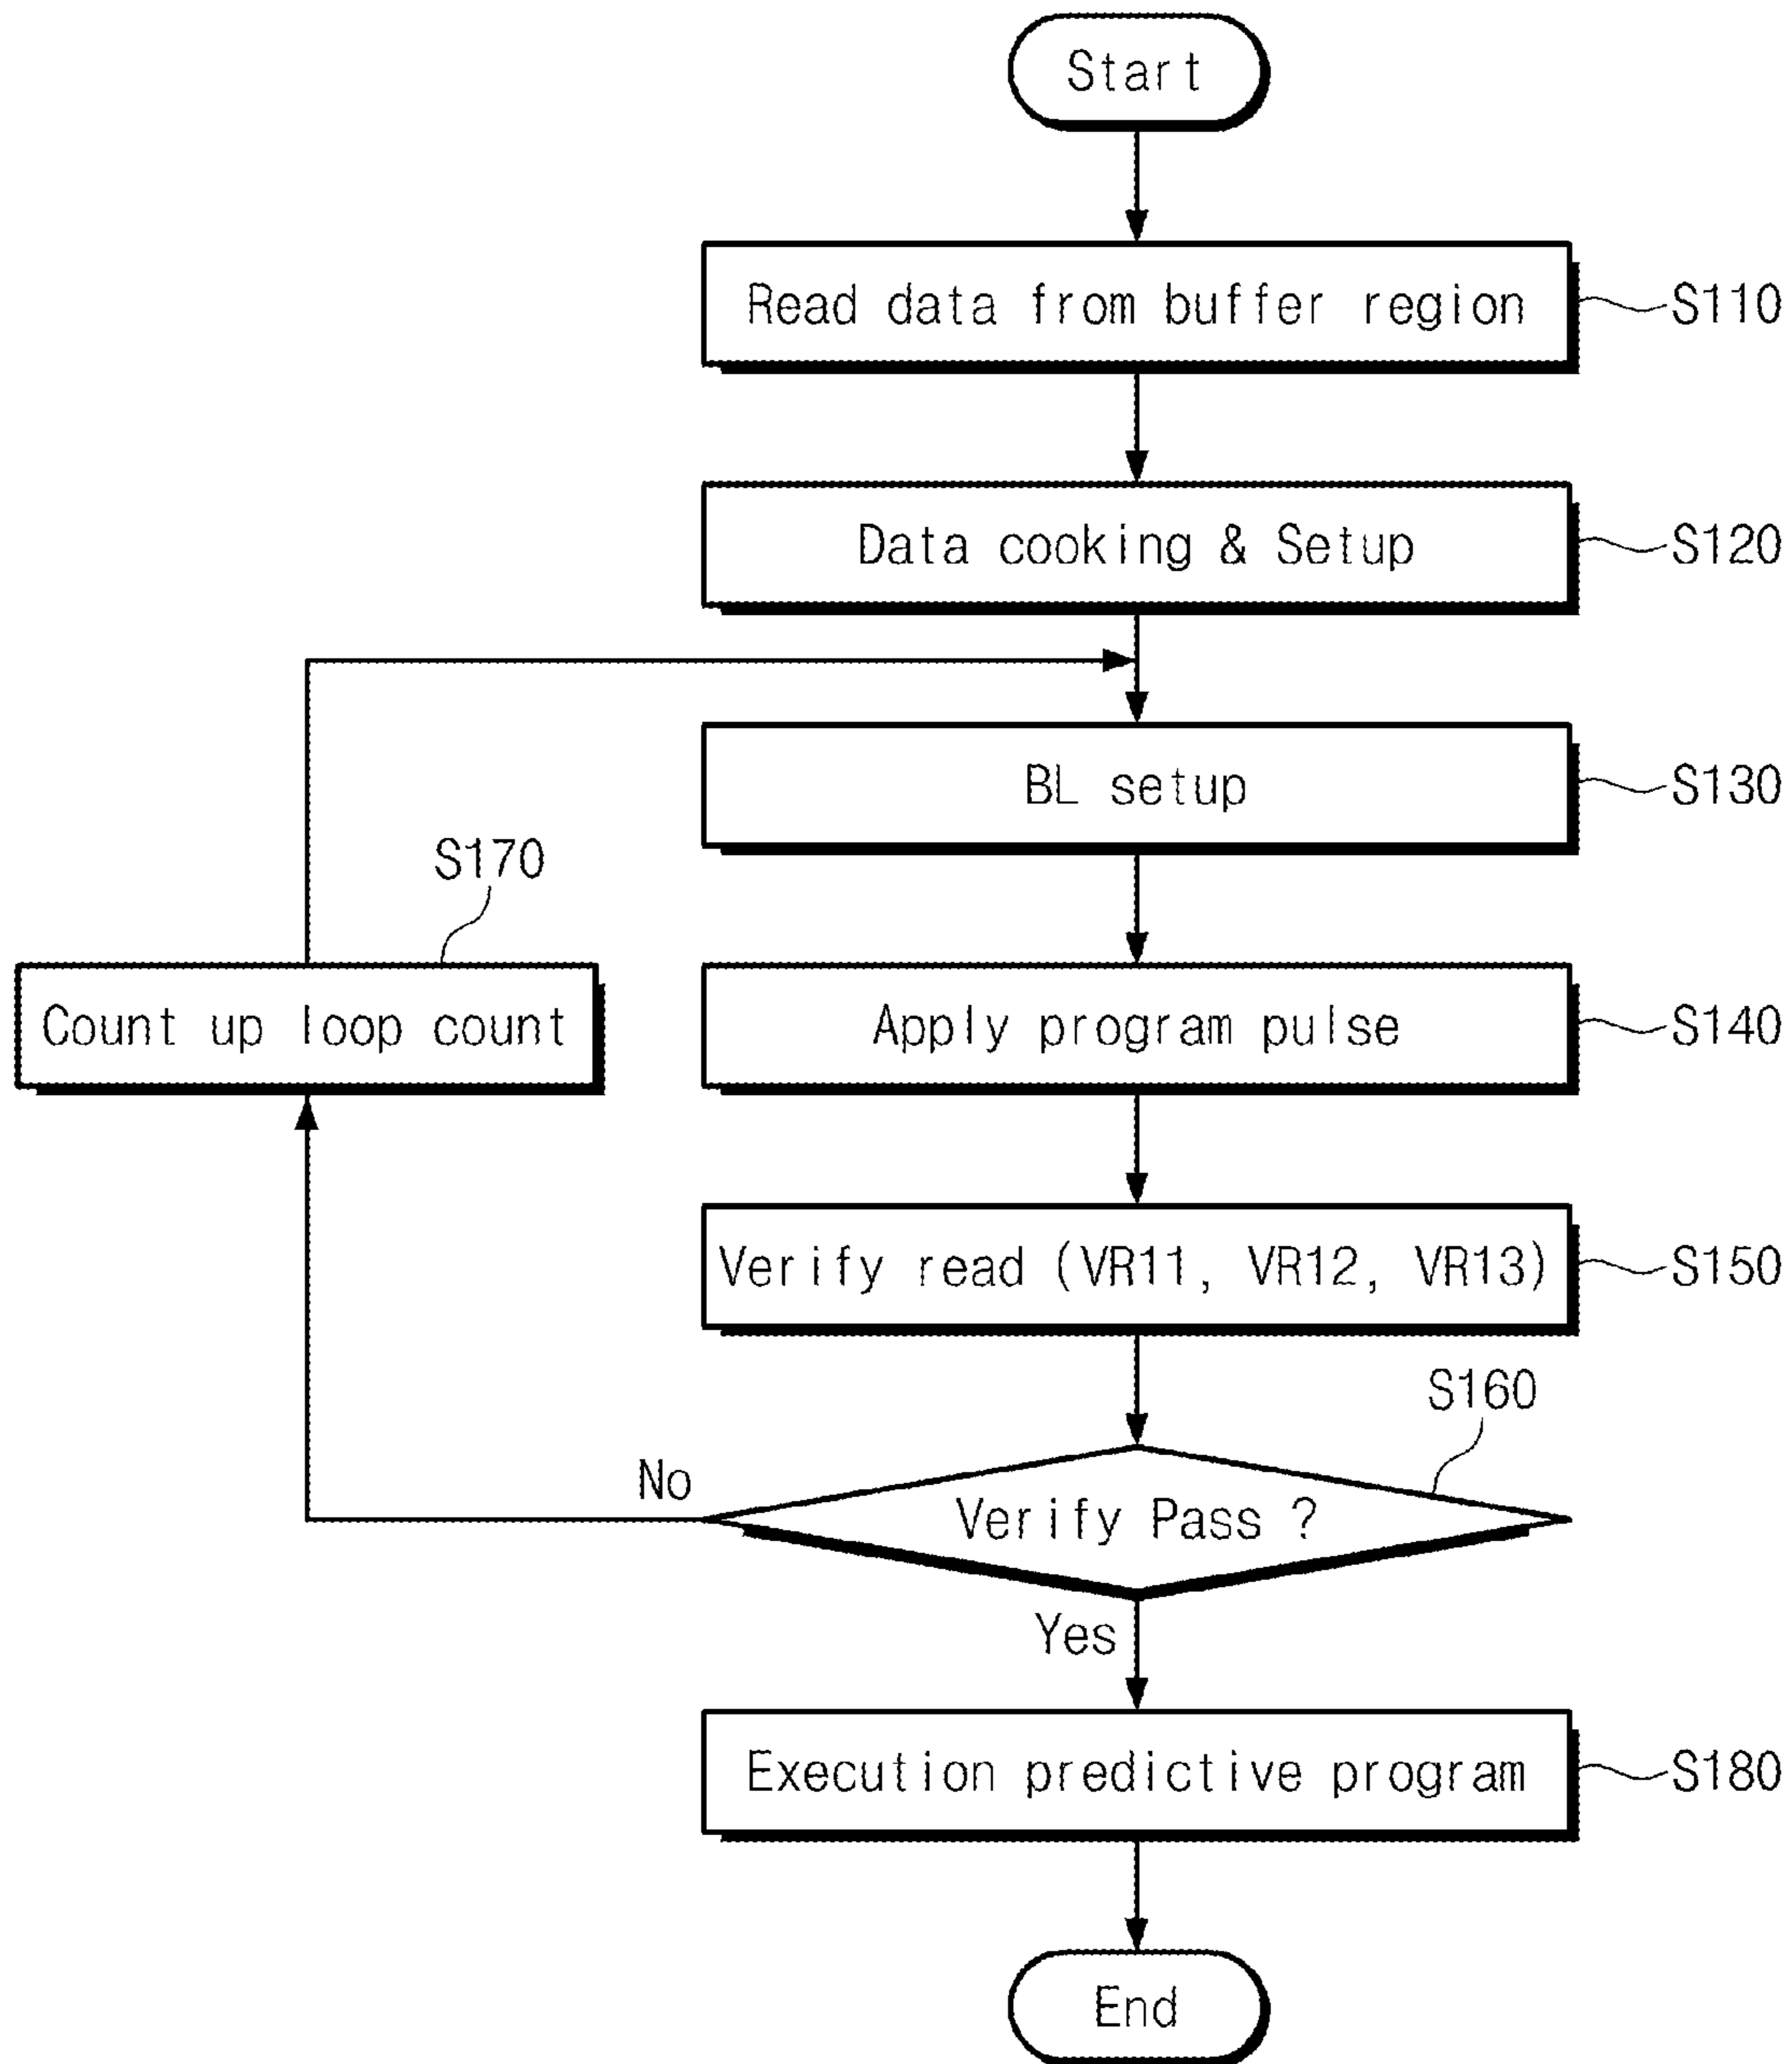 Start
Read data from buffer region
S110
Data cooking & Setup
S120
BL setup
S130
S170
Count up loop count
Apply program pulse
S140
Verify read (VR11, VR12, VR13)
S150
S160
No
Verify Pass ?
Yes
Execution predictive program
S180
End